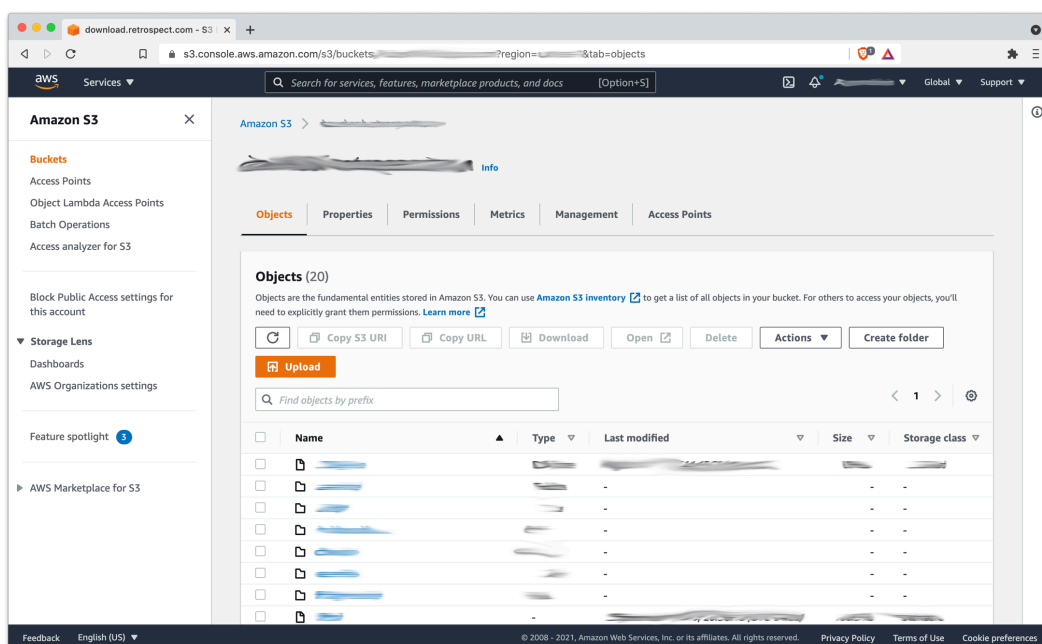 download.retrospect.com - S3
s3.console.aws.amazon.com/s3/buckets/ ?region= &tab=objects
aws Services Search for services, features, marketplace products, and docs [Option+S] Global Support
Amazon S3
Buckets
Access Points
Object Lambda Access Points
Batch Operations
Access analyzer for S3
Block Public Access settings for
this account
Storage Lens
Dashboards
AWS Organizations settings
Feature spotlight 3
AWS Marketplace for S3
Amazon S3
Info
Objects Properties Permissions Metrics Management Access Points
Objects (20)
Objects are the fundamental entities stored in Amazon S3. You can use Amazon S3 inventory to get a list of all objects in your bucket. For others to access your objects, you'll
need to explicitly grant them permissions. Learn more
Copy S3 URI Copy URL Download Open Delete Actions Create folder
Upload
Find objects by prefix 1
Name Type Last modified Size Storage class
- - -
- - -
- - -
- - -
- - -
- - -
-
Feedback English (US) © 2008 - 2021, Amazon Web Services, Inc. or its affiliates. All rights reserved. Privacy Policy Terms of Use Cookie preferences